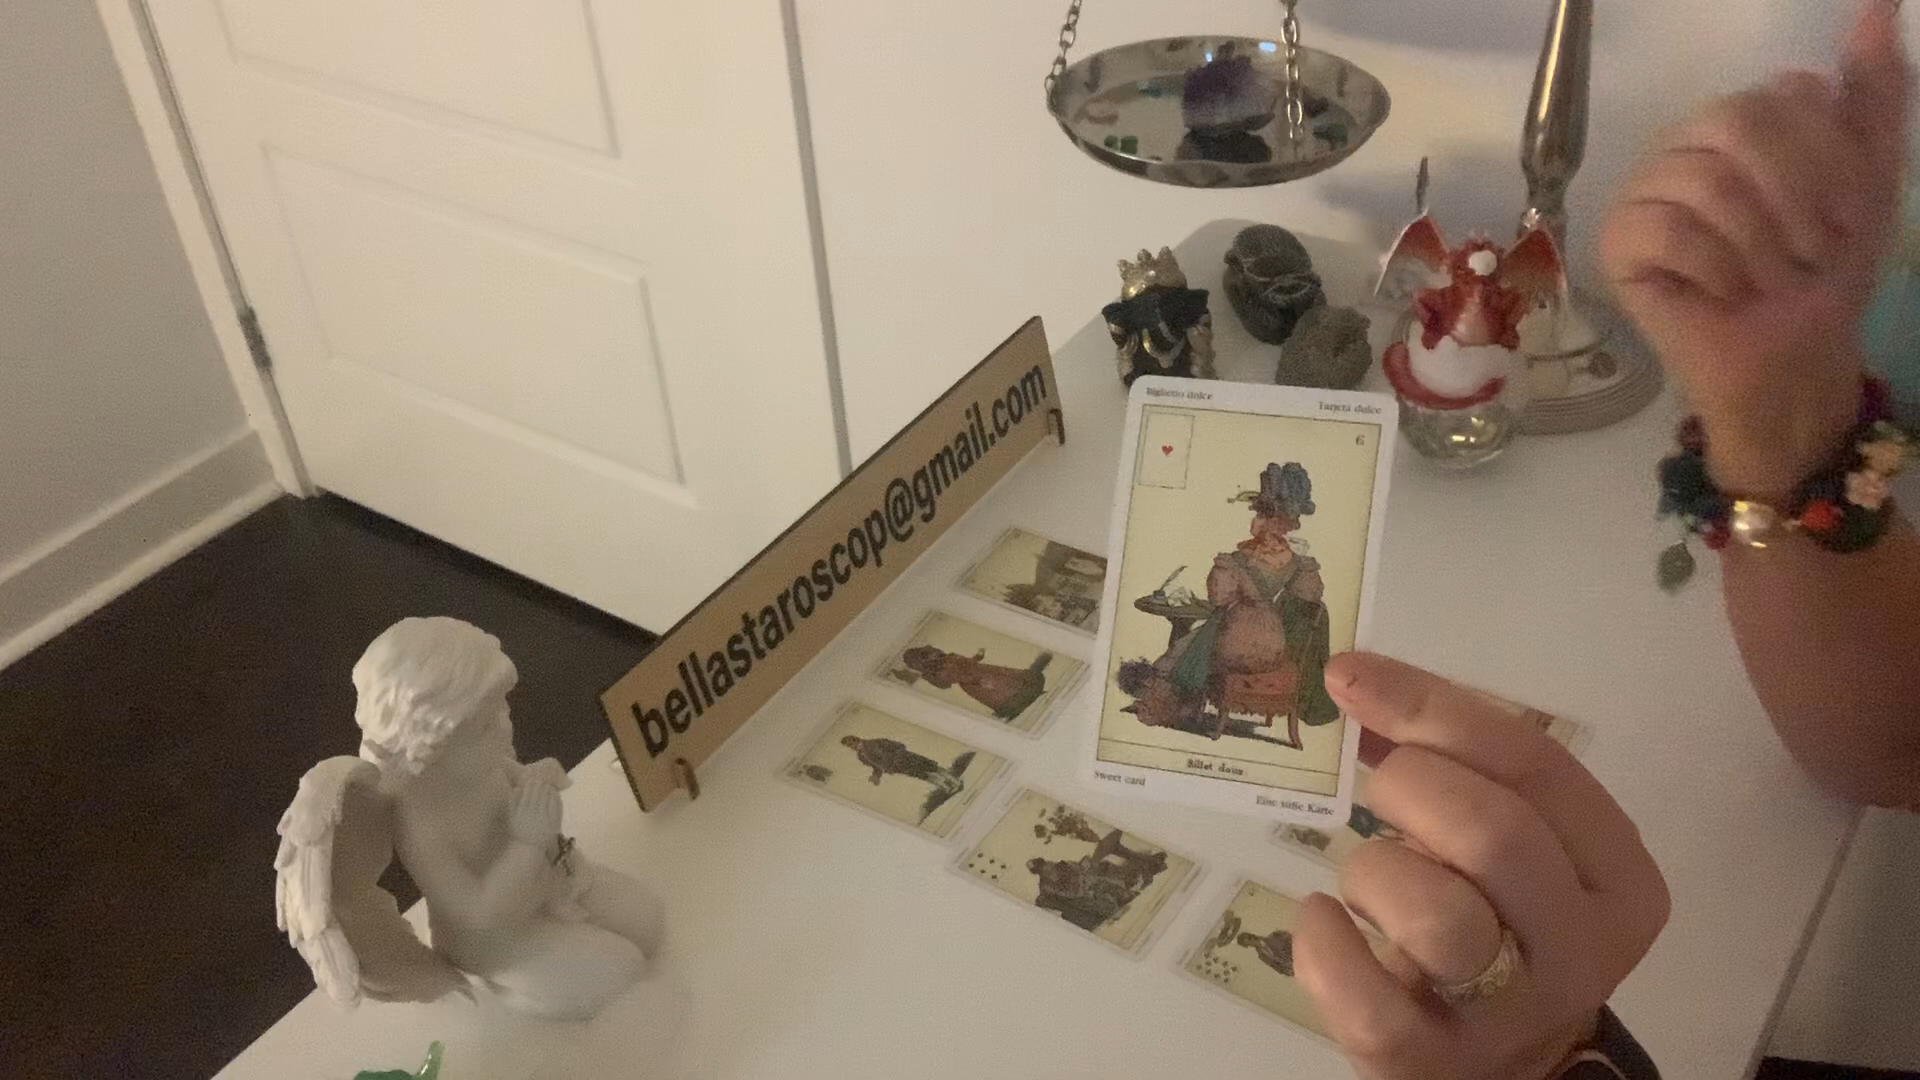 bellastaroscop@gmail.com
Biglietto dolce
Tarjeta dulce
6
Billet doux
Sweet card
Eine süße Karte